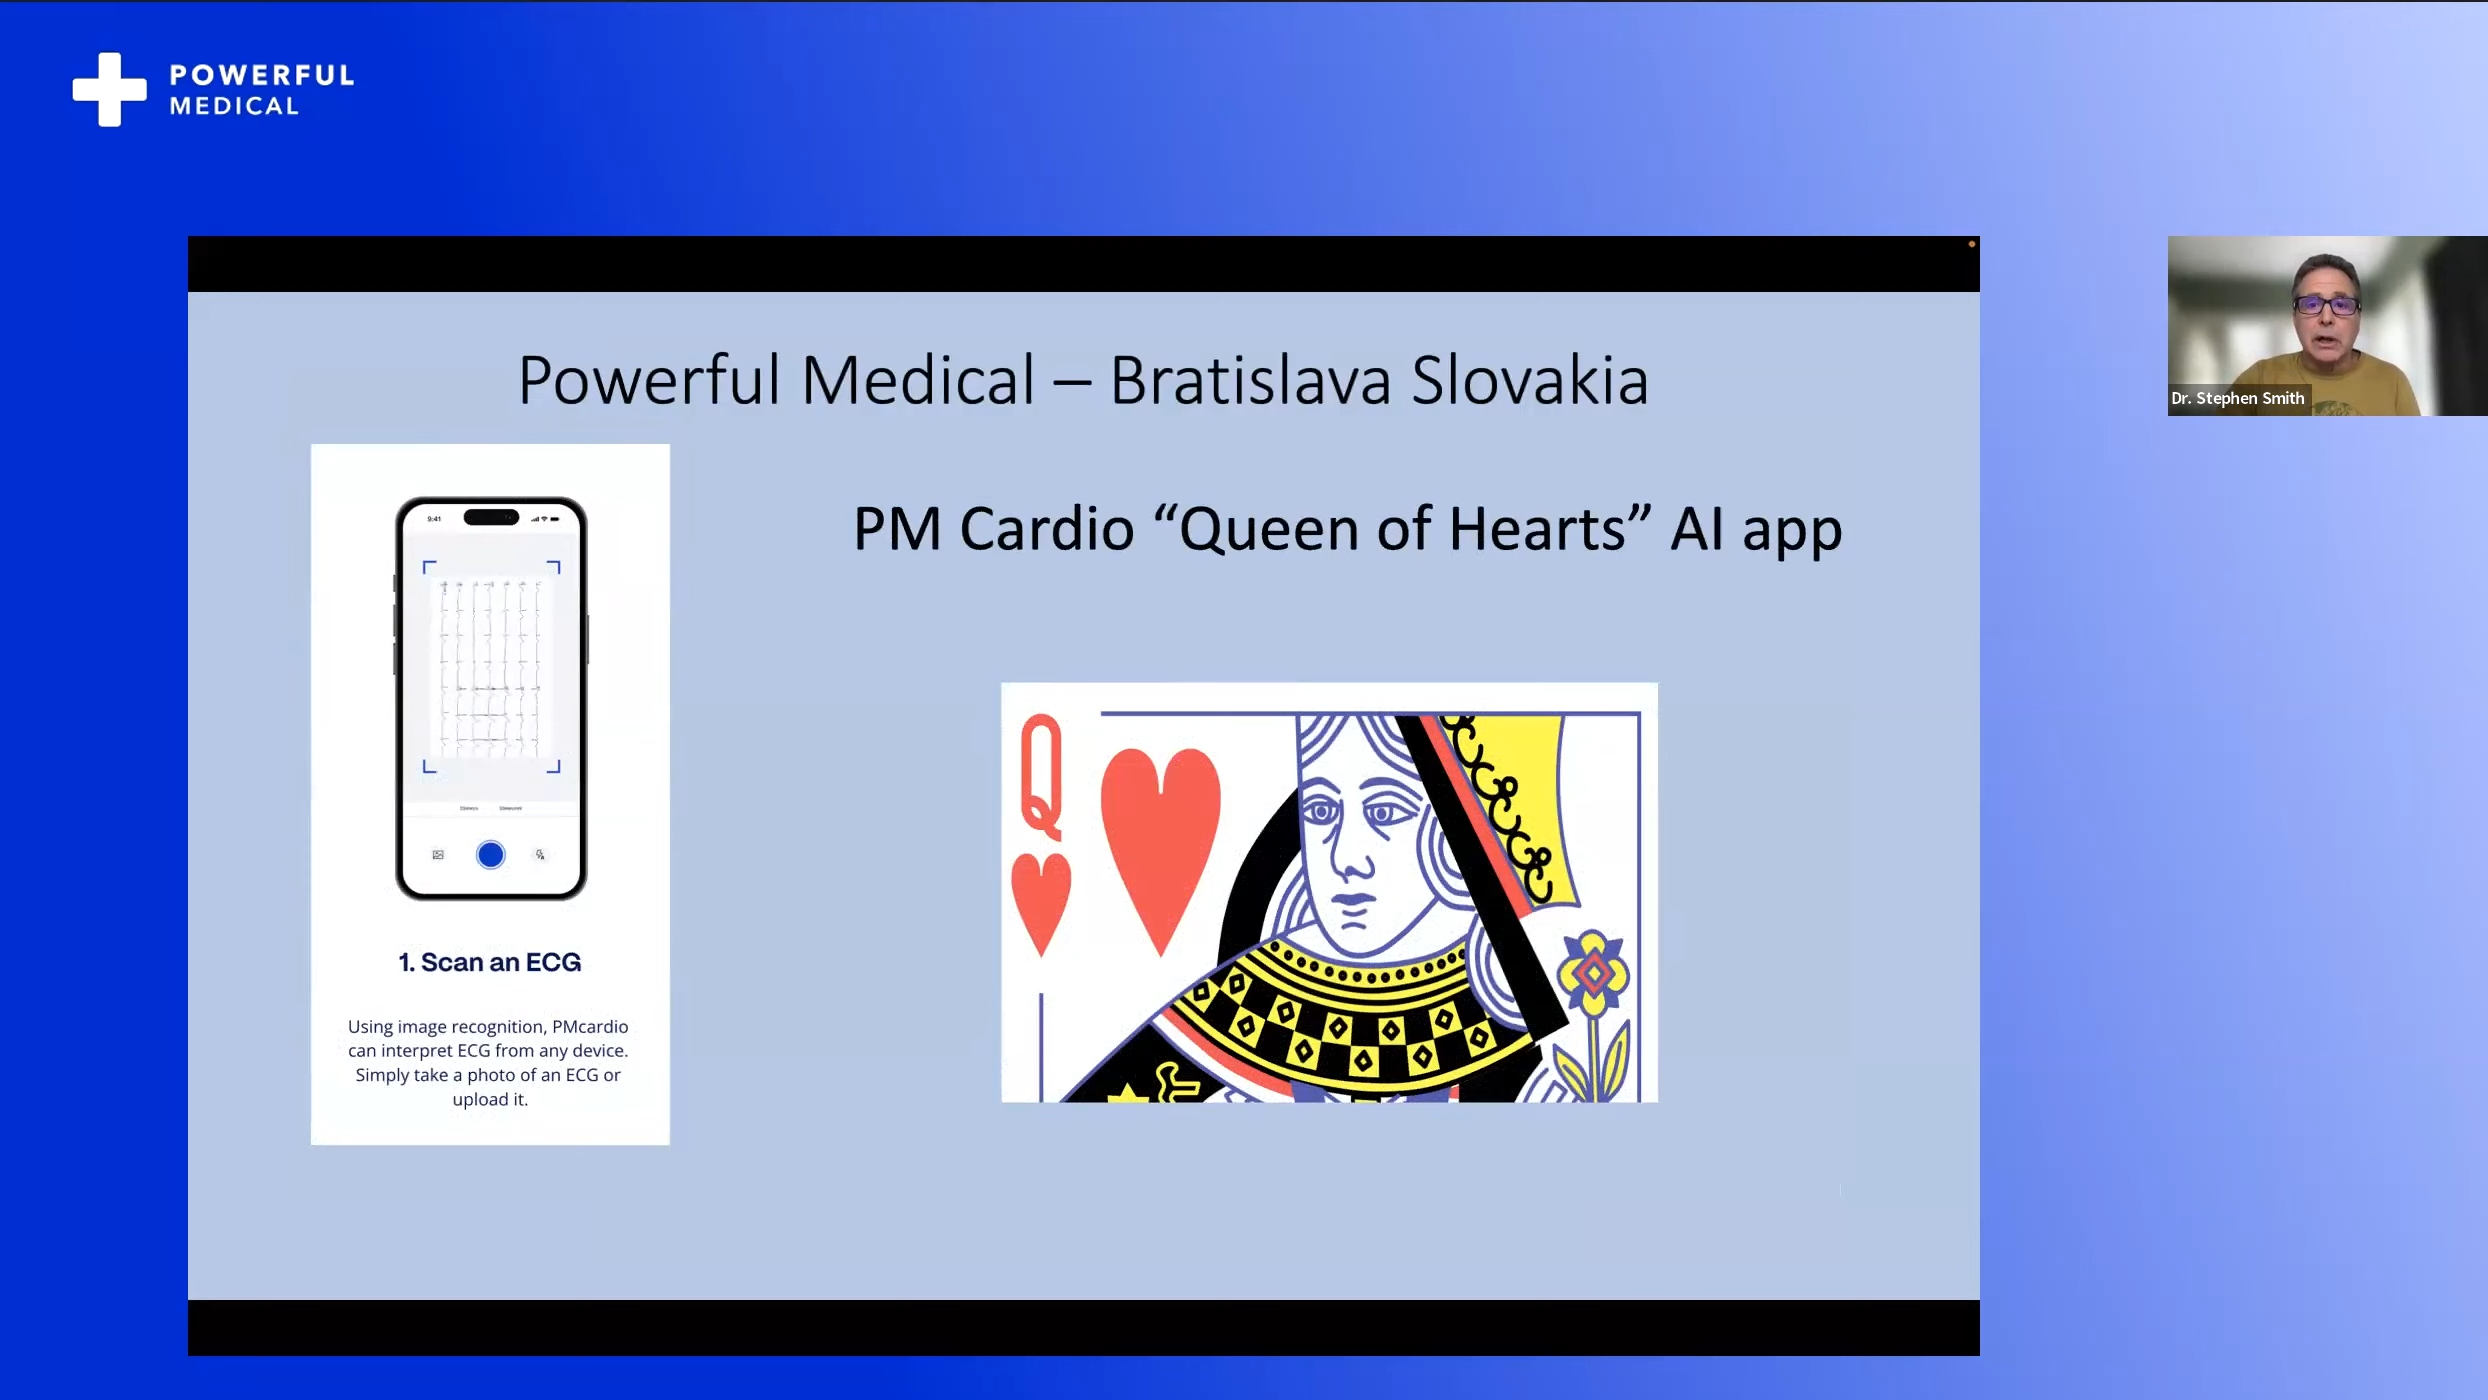 POWERFUL
MEDICAL
Powerful Medical – Bratislava Slovakia
PM Cardio “Queen of Hearts” AI app
9:41
1. Scan an ECG
Using image recognition, PMcardio
can interpret ECG from any device.
Simply take a photo of an ECG or
upload it.
Q
Dr. Stephen Smith